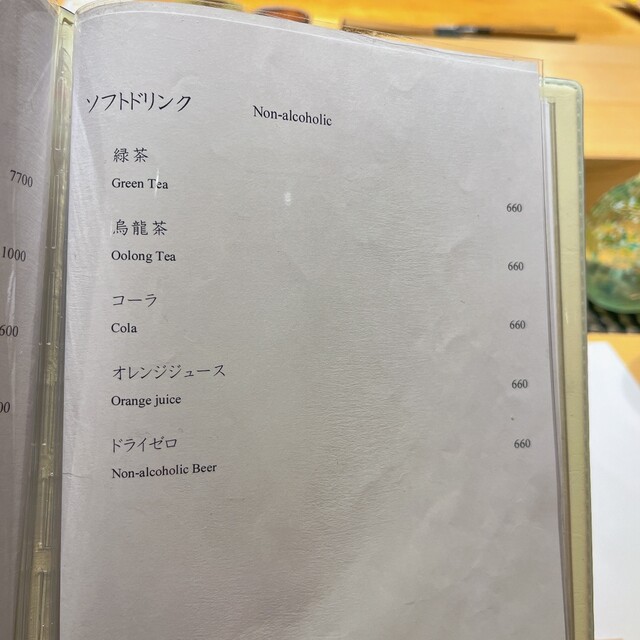 7700
1000
600
00
ソフトドリンク Non-alcoholic
緑茶
Green Tea 660
烏龍茶
Oolong Tea 660
コーラ
Cola 660
オレンジジュース
Orange juice 660
ドライゼロ 660
Non-alcoholic Beer